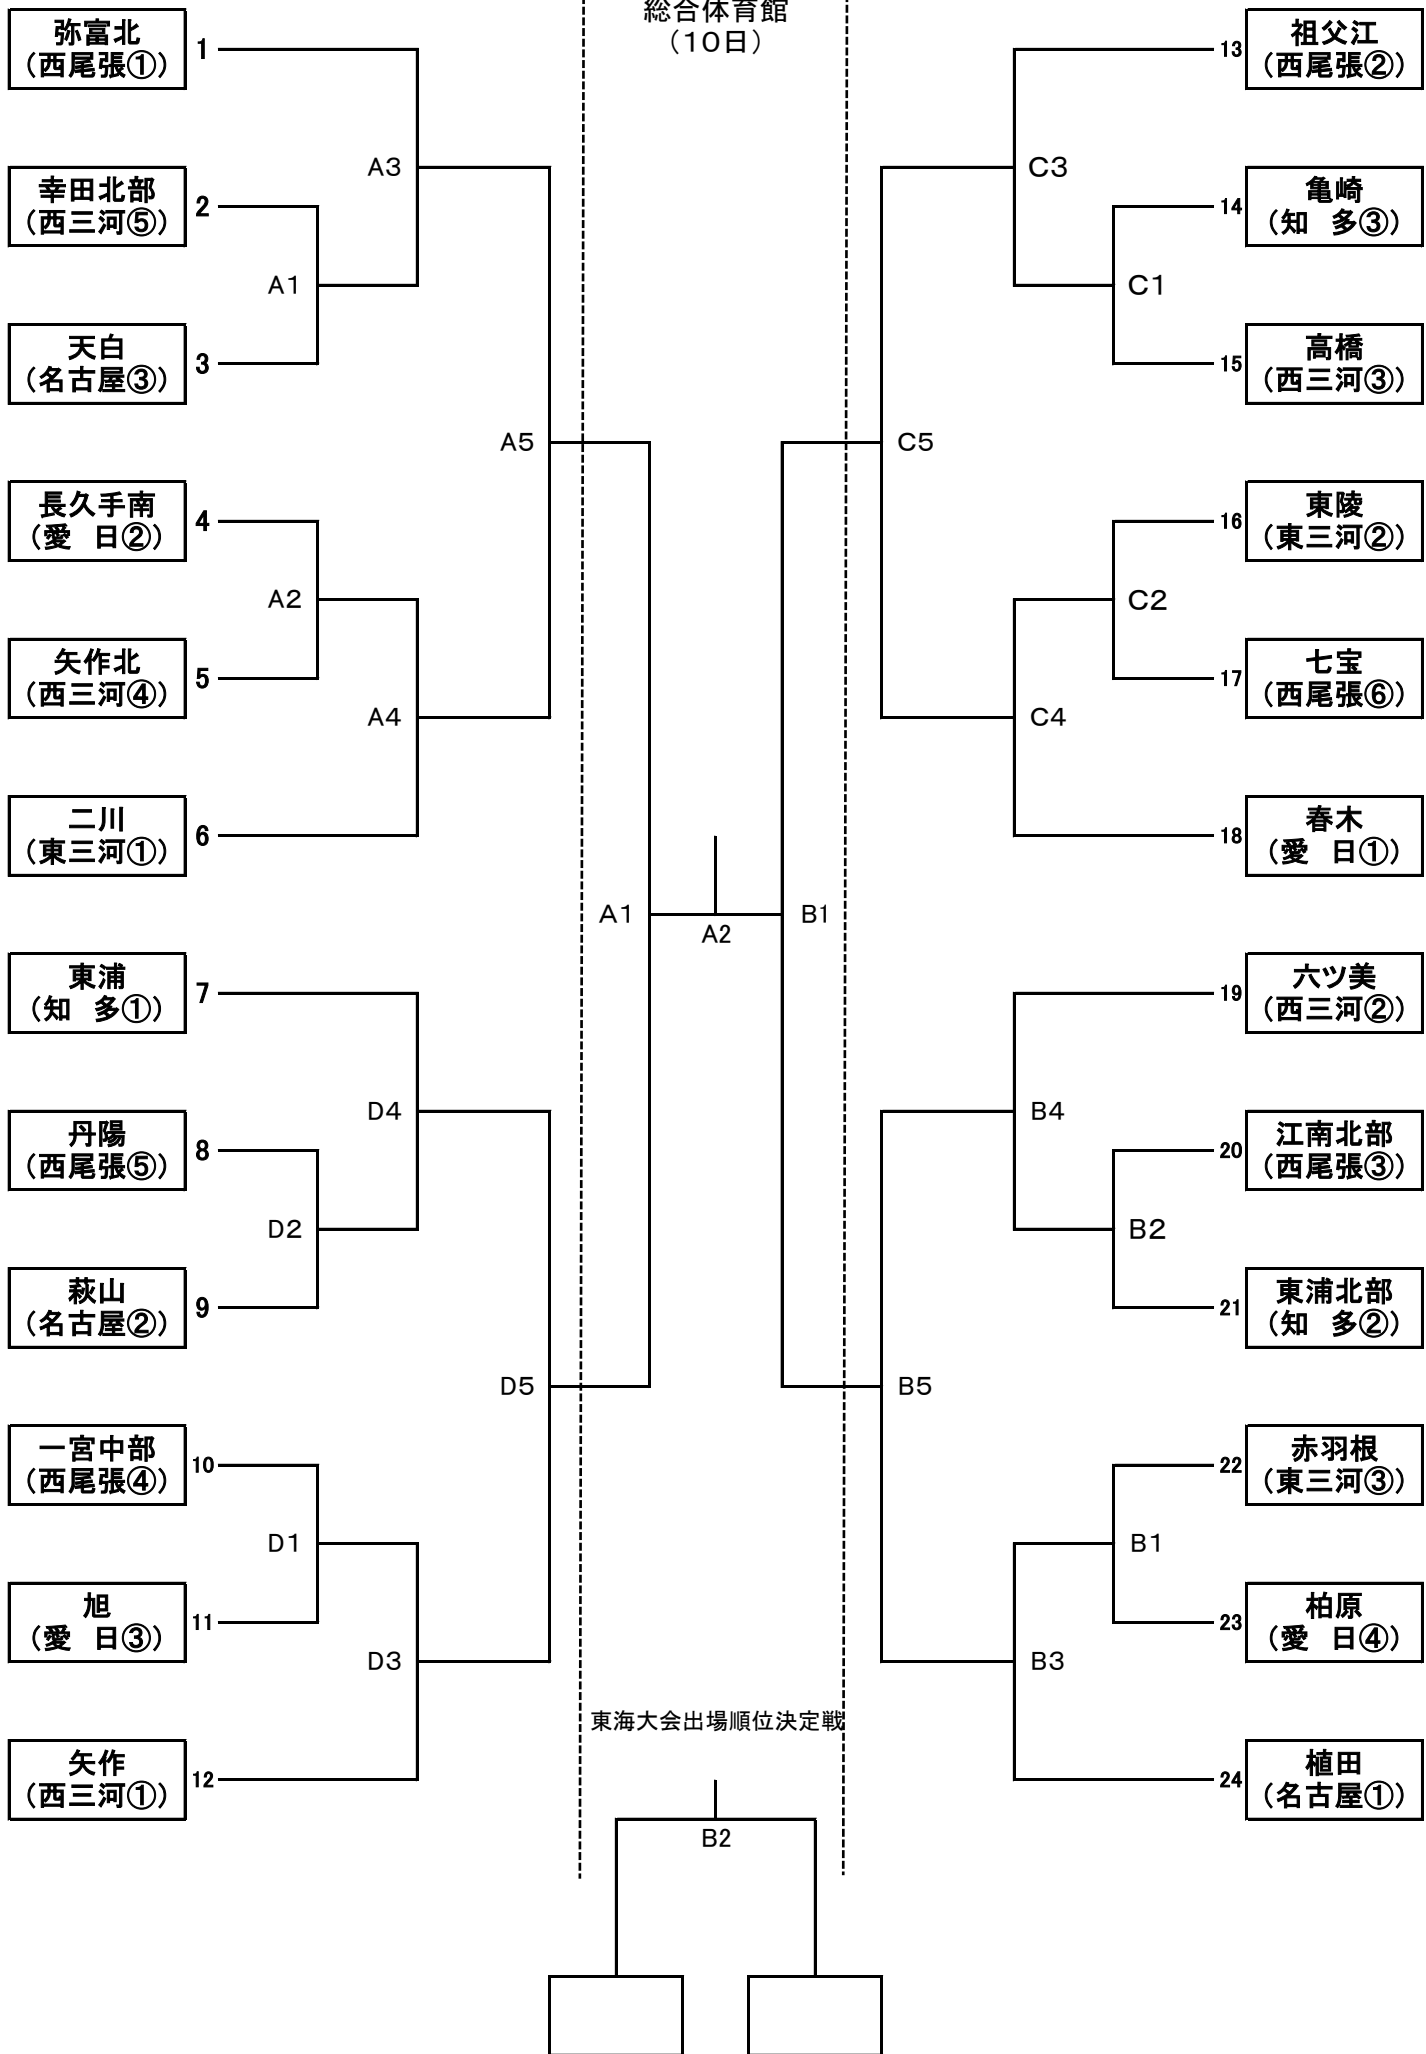 総合体育館
（10日）
弥富北
（西尾張①）
1
A3
幸田北部
（西三河⑤）
2
A1
天白
（名古屋③）
3
A5
長久手南
（愛　日②）
4
A2
矢作北
（西三河④）
5
A4
二川
（東三河①）
6
A1
東浦
（知　多①）
7
D4
丹陽
（西尾張⑤）
8
D2
萩山
（名古屋②）
9
D5
一宮中部
（西尾張④）
10
D1
旭
（愛　日③）
11
D3
矢作
（西三河①）
12
A2
13
祖父江
（西尾張②）
C3
14
亀崎
（知　多③）
C1
15
高橋
（西三河③）
C5
16
東陵
（東三河②）
C2
17
七宝
（西尾張⑥）
C4
18
春木
（愛　日①）
B1
19
六ツ美
（西三河②）
B4
20
江南北部
（西尾張③）
B2
21
東浦北部
（知　多②）
B5
22
赤羽根
（東三河③）
B1
23
柏原
（愛　日④）
B3
24
植田
（名古屋①）
東海大会出場順位決定戦
B2